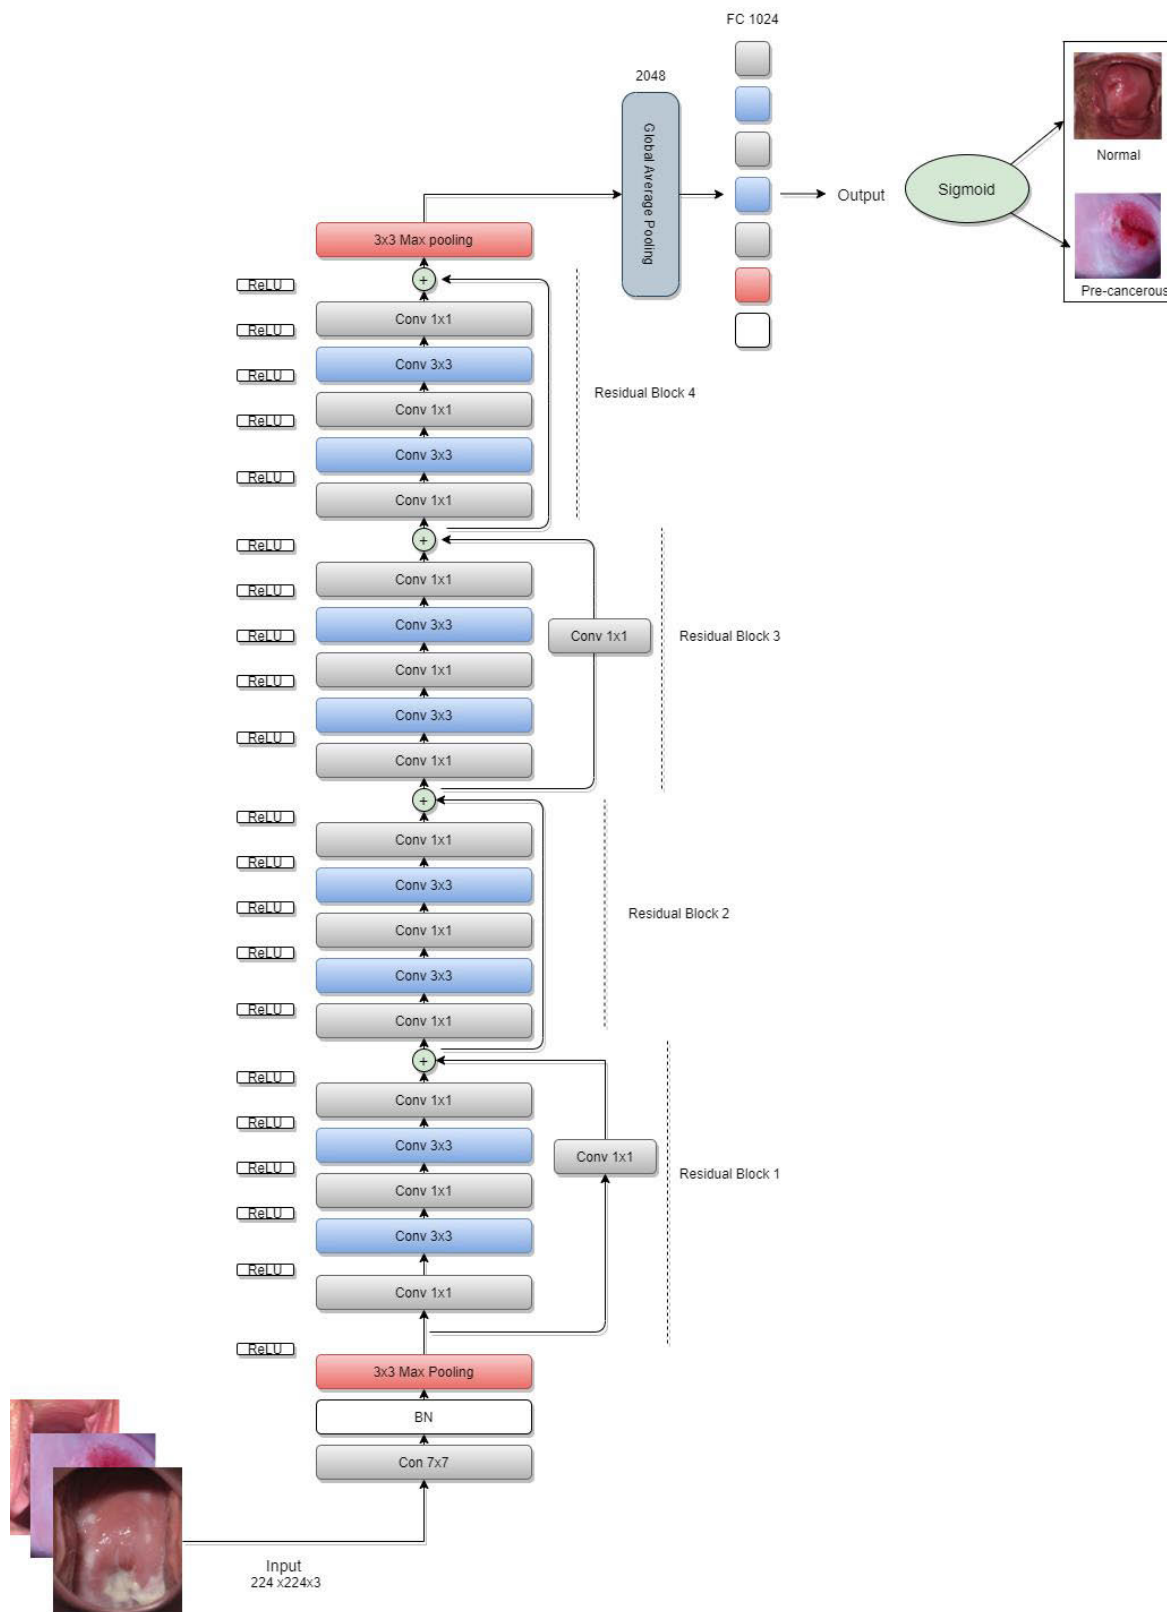 FC 1024
2048
Global Average Pooling
Output
Sigmoid
Normal
Pre-cancerous
3x3 Max pooling
ReLU
+
ReLU
Conv 1x1
ReLU
Conv 3x3
Residual Block 4
ReLU
Conv 1x1
Conv 3x3
ReLU
Conv 1x1
ReLU
+
ReLU
Conv 1x1
ReLU
Conv 3x3
Conv 1x1
Residual Block 3
ReLU
Conv 1x1
Conv 3x3
ReLU
Conv 1x1
ReLU
+
ReLU
Conv 1x1
ReLU
Conv 3x3
Residual Block 2
ReLU
Conv 1x1
Conv 3x3
ReLU
Conv 1x1
+
ReLU
Conv 1x1
ReLU
Conv 3x3
Conv 1x1
Residual Block 1
ReLU
Conv 1x1
ReLU
Conv 3x3
ReLU
Conv 1x1
ReLU
3x3 Max Pooling
BN
Con 7x7
Input
224 x224x3